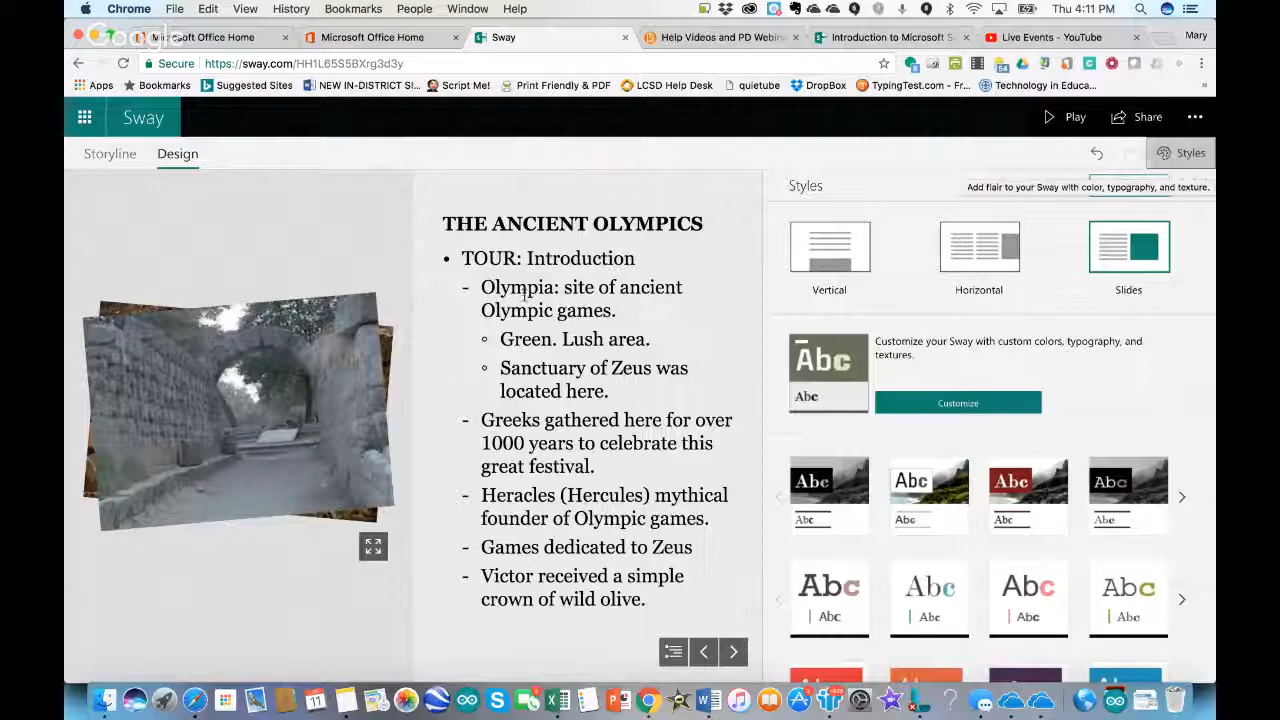 Chrome File Edit View History Bookmarks People Window Help Thu 4:11 PM
Google
Microsoft Office Home Microsoft Office Home Sway Help Videos and PD Webin Introduction to Microsoft S Live Events - YouTube Mary
Secure https://sway.com/HH1L65S5BXrg3d3y
Apps Bookmarks Suggested Sites NEW IN-DISTRICT SI... Script Me! Print Friendly & PDF LCSD Help Desk quietube DropBox TypingTest.com - Fr... Technology in Educa... »
Sway Play Share •••
Storyline Design Styles
Styles
Add flair to your Sway with color, typography, and texture.
THE ANCIENT OLYMPICS
• TOUR: Introduction
- Olympia: site of ancient
Olympic games.
◦ Green. Lush area.
◦ Sanctuary of Zeus was
located here.
- Greeks gathered here for over
1000 years to celebrate this
great festival.
- Heracles (Hercules) mythical
founder of Olympic games.
- Games dedicated to Zeus
- Victor received a simple
crown of wild olive.
Vertical Horizontal Slides
Abc
Abc
Customize your Sway with custom colors, typography, and
textures.
Customize
Abc Abc Abc Abc
Abc Abc Abc Abc
Abc Abc Abc Abc
Abc Abc Abc Abc